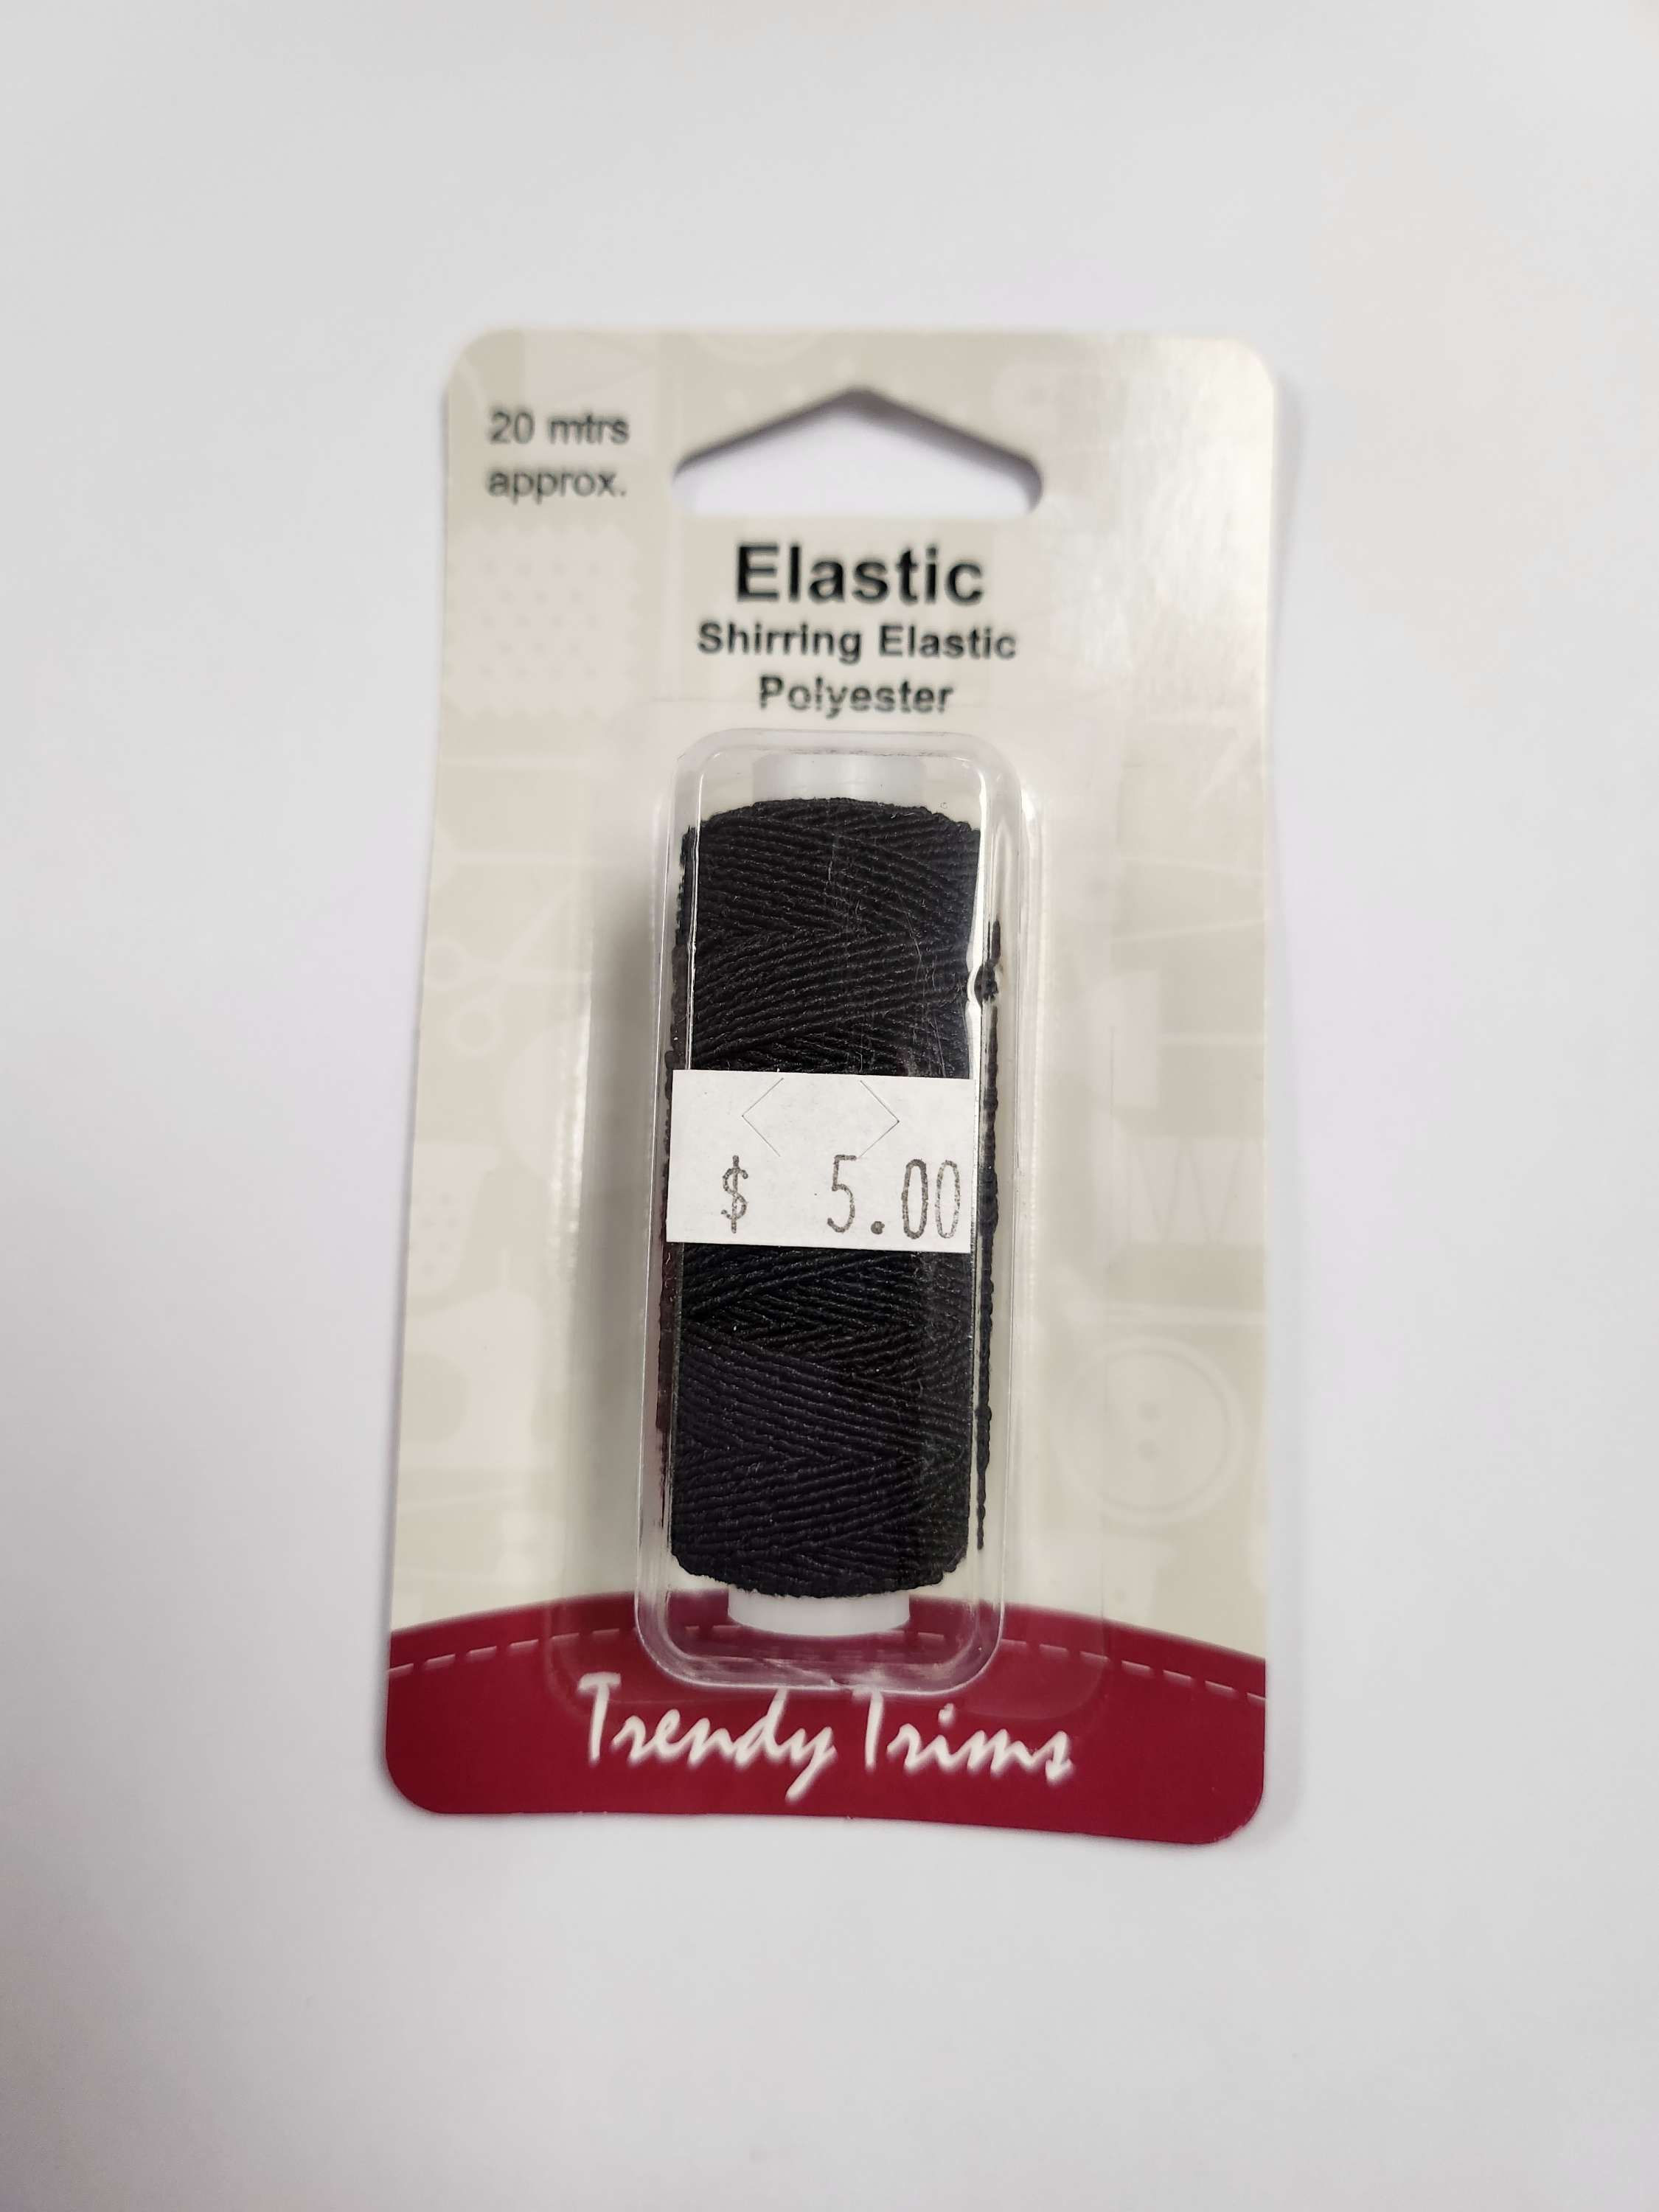 20 mtrs
approx.
Elastic
Shirring Elastic
Polyester
$ 5.00
Trendy Trims